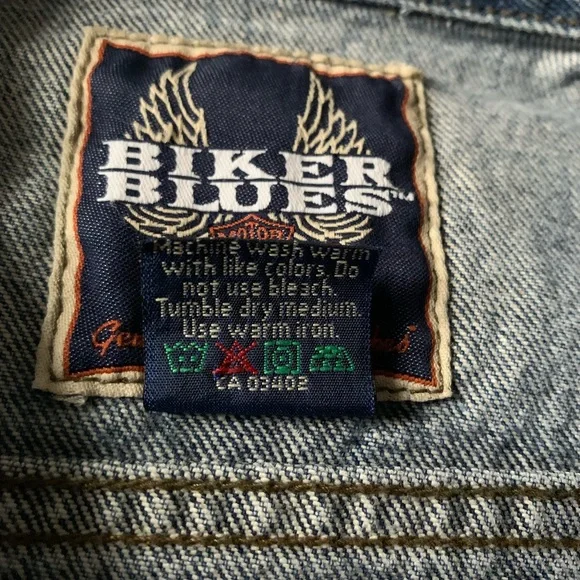 BIKER
BLUES™
MOTOR
Machine wash warm
with like colors. Do
not use bleach.
Tumble dry medium.
Use warm iron.
CA 03402